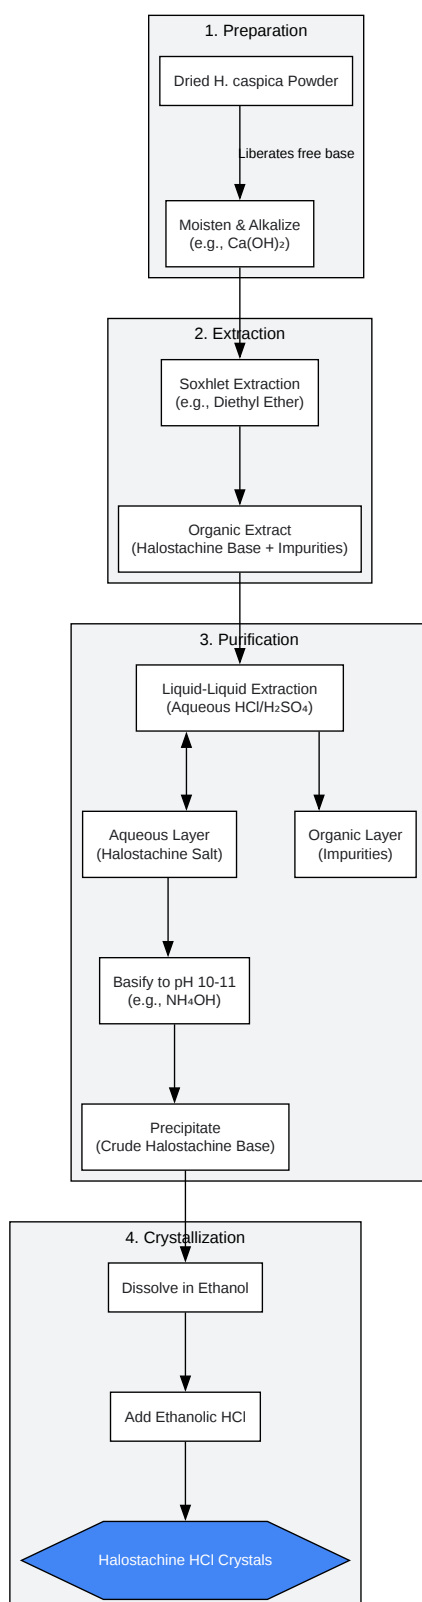 1. Preparation
Dried H. caspica Powder
Liberates free base
Moisten & Alkalize
(e.g., Ca(OH)₂)
2. Extraction
Soxhlet Extraction
(e.g., Diethyl Ether)
Organic Extract
(Halostachine Base + Impurities)
3. Purification
Liquid-Liquid Extraction
(Aqueous HCl/H₂SO₄)
Aqueous Layer
(Halostachine Salt)
Organic Layer
(Impurities)
Basify to pH 10-11
(e.g., NH₄OH)
Precipitate
(Crude Halostachine Base)
4. Crystallization
Dissolve in Ethanol
Add Ethanolic HCl
Halostachine HCl Crystals